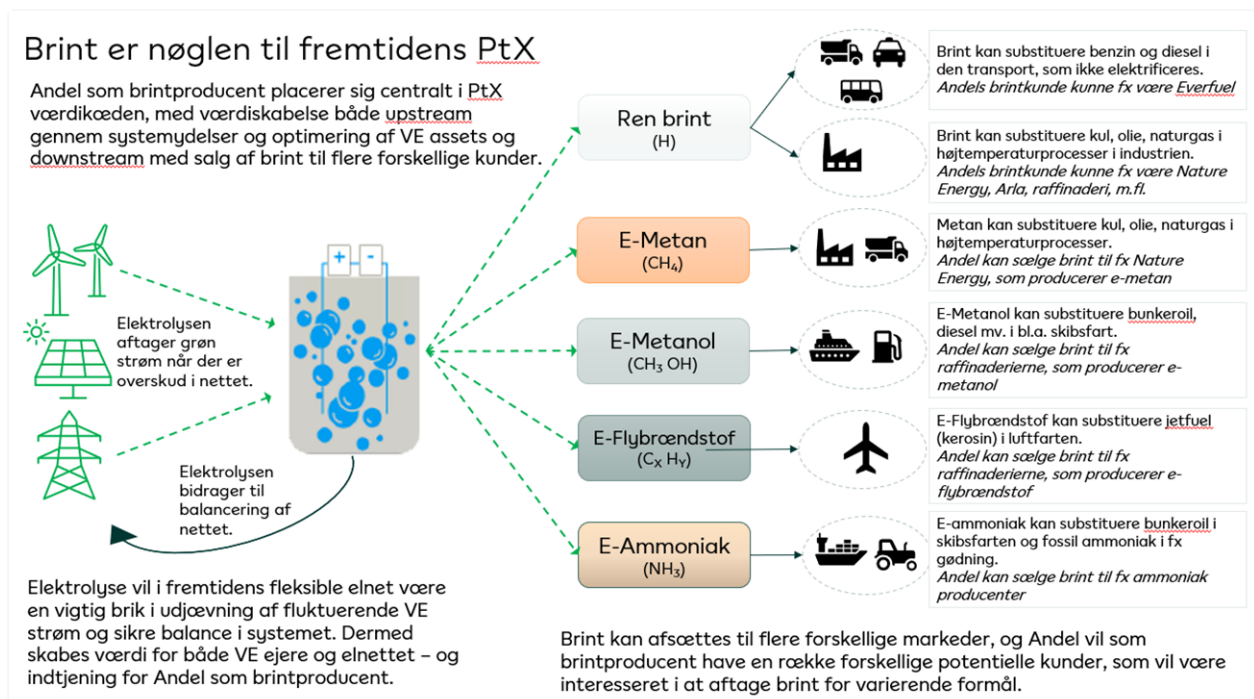 Brint er nøglen til fremtidens PtX
Andel som brintproducent placerer sig centralt i PtX
værdikæden, med værdiskabelse både upstream
gennem systemydelser og optimering af VE assets og
downstream med salg af brint til flere forskellige kunder.
Elektrolysen
aftager grøn
strøm når der er
overskud i nettet.
+ -
Elektrolysen
bidrager til
balancering af
nettet.
Elektrolyse vil i fremtidens fleksible elnet være
en vigtig brik i udjævning af fluktuerende VE
strøm og sikre balance i systemet. Dermed
skabes værdi for både VE ejere og elnettet – og
indtjening for Andel som brintproducent.
Ren brint
(H)
Brint kan substituere benzin og diesel i
den transport, som ikke elektrificeres.
Andels brintkunde kunne fx være Everfuel
Brint kan substituere kul, olie, naturgas i
højtemperaturprocesser i industrien.
Andels brintkunde kunne fx være Nature
Energy, Arla, raffinaderi, m.fl.
E-Metan
(CH₄)
Metan kan substituere kul, olie, naturgas i
højtemperaturprocesser.
Andel kan sælge brint til fx Nature
Energy, som producerer e-metan
E-Metanol
(CH₃ OH)
E-Metanol kan substituere bunkeroil,
diesel mv. i bl.a. skibsfart.
Andel kan sælge brint til fx
raffinaderierne, som producerer e-
metanol
E-Flybrændstof
(Cₓ Hᵧ)
E-Flybrændstof kan substituere jetfuel
(kerosin) i luftfarten.
Andel kan sælge brint til fx
raffinaderierne, som producerer e-
flybrændstof
E-Ammoniak
(NH₃)
E-ammoniak kan substituere bunkeroil i
skibsfarten og fossil ammoniak i fx
gødning.
Andel kan sælge brint til fx ammoniak
producenter
Brint kan afsættes til flere forskellige markeder, og Andel vil som
brintproducent have en række forskellige potentielle kunder, som vil være
interesseret i at aftage brint for varierende formål.